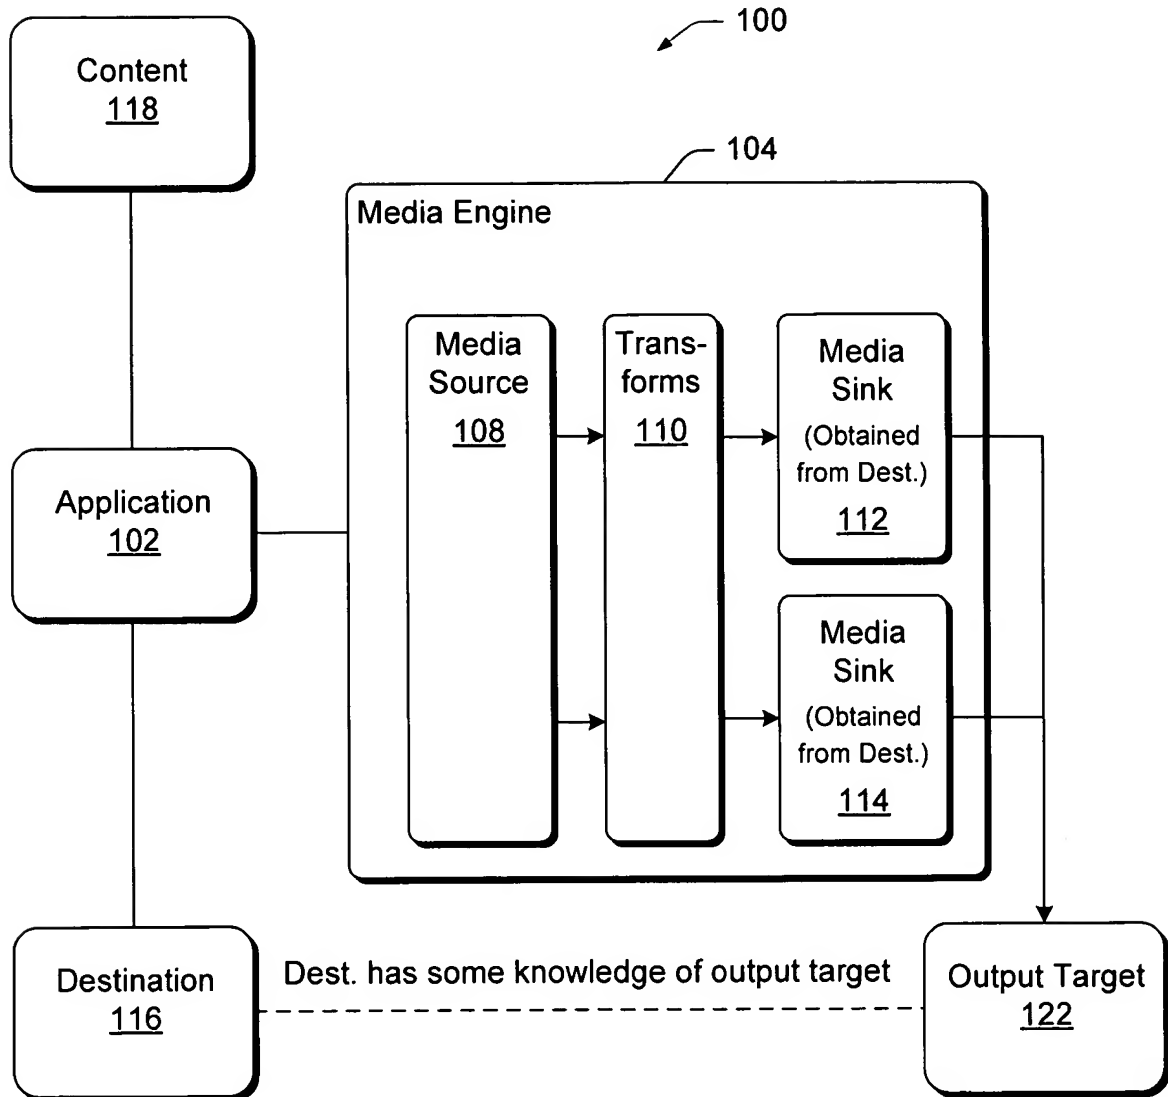 100
Content
118
104
Media Engine
Media
Source
108
Trans-
forms
110
Media
Sink
(Obtained
from Dest.)
112
Application
102
Media
Sink
(Obtained
from Dest.)
114
Destination
116
Dest. has some knowledge of output target
Output Target
122